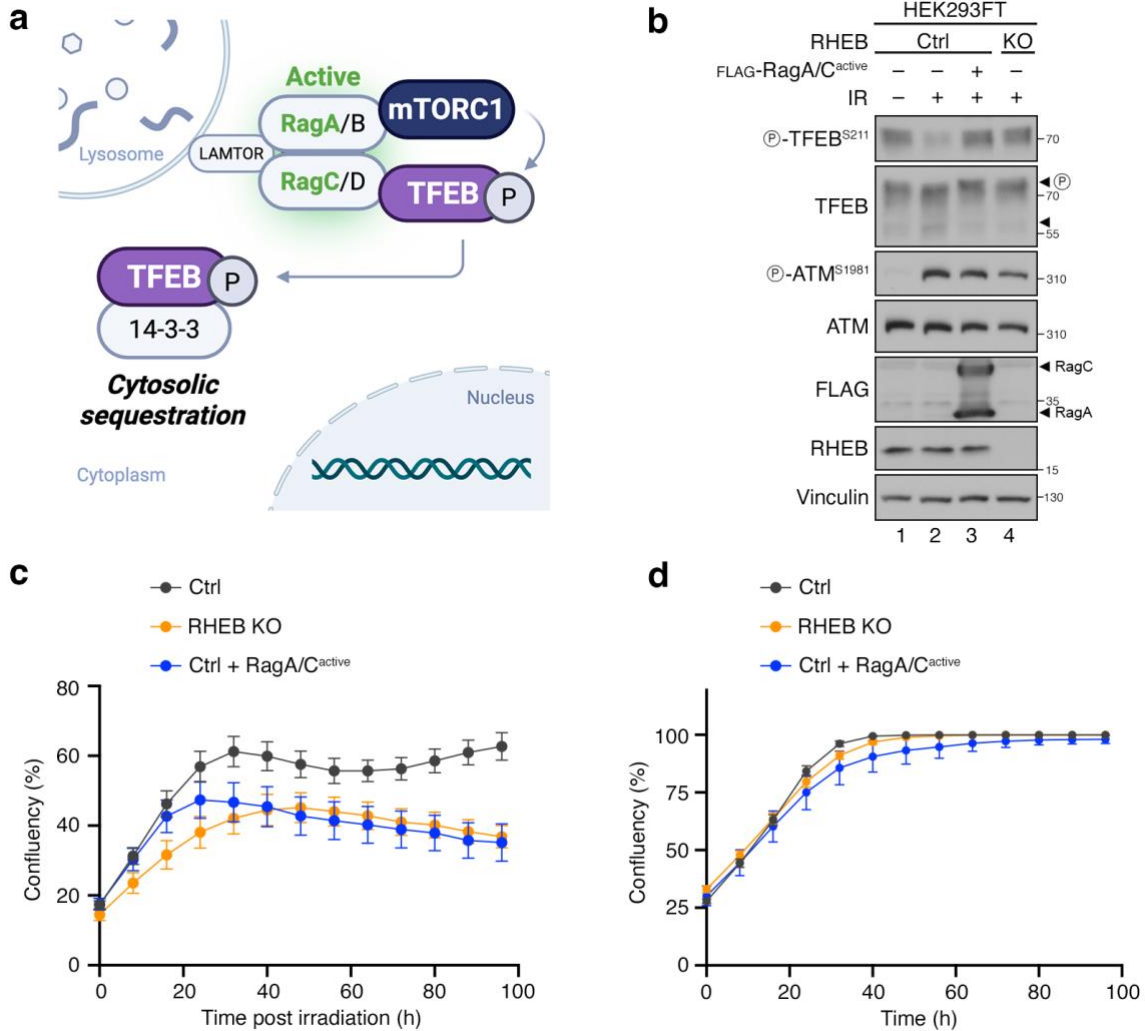 a
Active
RagA/B
mTORC1
Lysosome
LAMTOR
RagC/D
TFEB
P
TFEB
P
14-3-3
Cytosolic
sequestration
Nucleus
Cytoplasm
b
HEK293FT
RHEB Ctrl KO
FLAG-RagA/Cactive – – + –
IR – + + +
Ⓟ-TFEBS211 70
TFEB Ⓟ
70
55
Ⓟ-ATMS1981 310
ATM 310
FLAG RagC
35
RagA
RHEB
15
Vinculin 130
1 2 3 4
c
Ctrl
RHEB KO
Ctrl + RagA/Cactive
80
60
40
20
0
0 20 40 60 80 100
Confluency (%)
Time post irradiation (h)
d
Ctrl
RHEB KO
Ctrl + RagA/Cactive
100
75
50
25
0
0 20 40 60 80 100
Confluency (%)
Time (h)